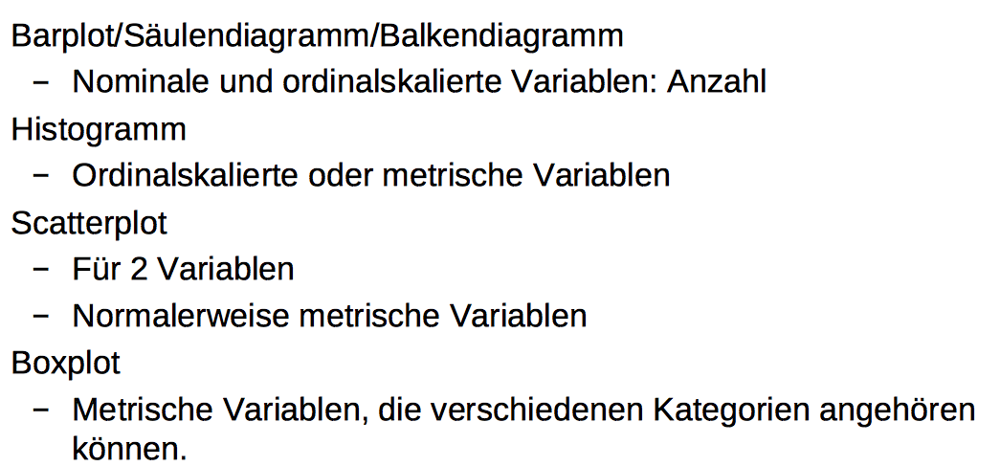 Barplot/Säulendiagramm/Balkendiagramm
– Nominale und ordinalskalierte Variablen: Anzahl
Histogramm
– Ordinalskalierte oder metrische Variablen
Scatterplot
– Für 2 Variablen
– Normalerweise metrische Variablen
Boxplot
– Metrische Variablen, die verschiedenen Kategorien angehören
können.